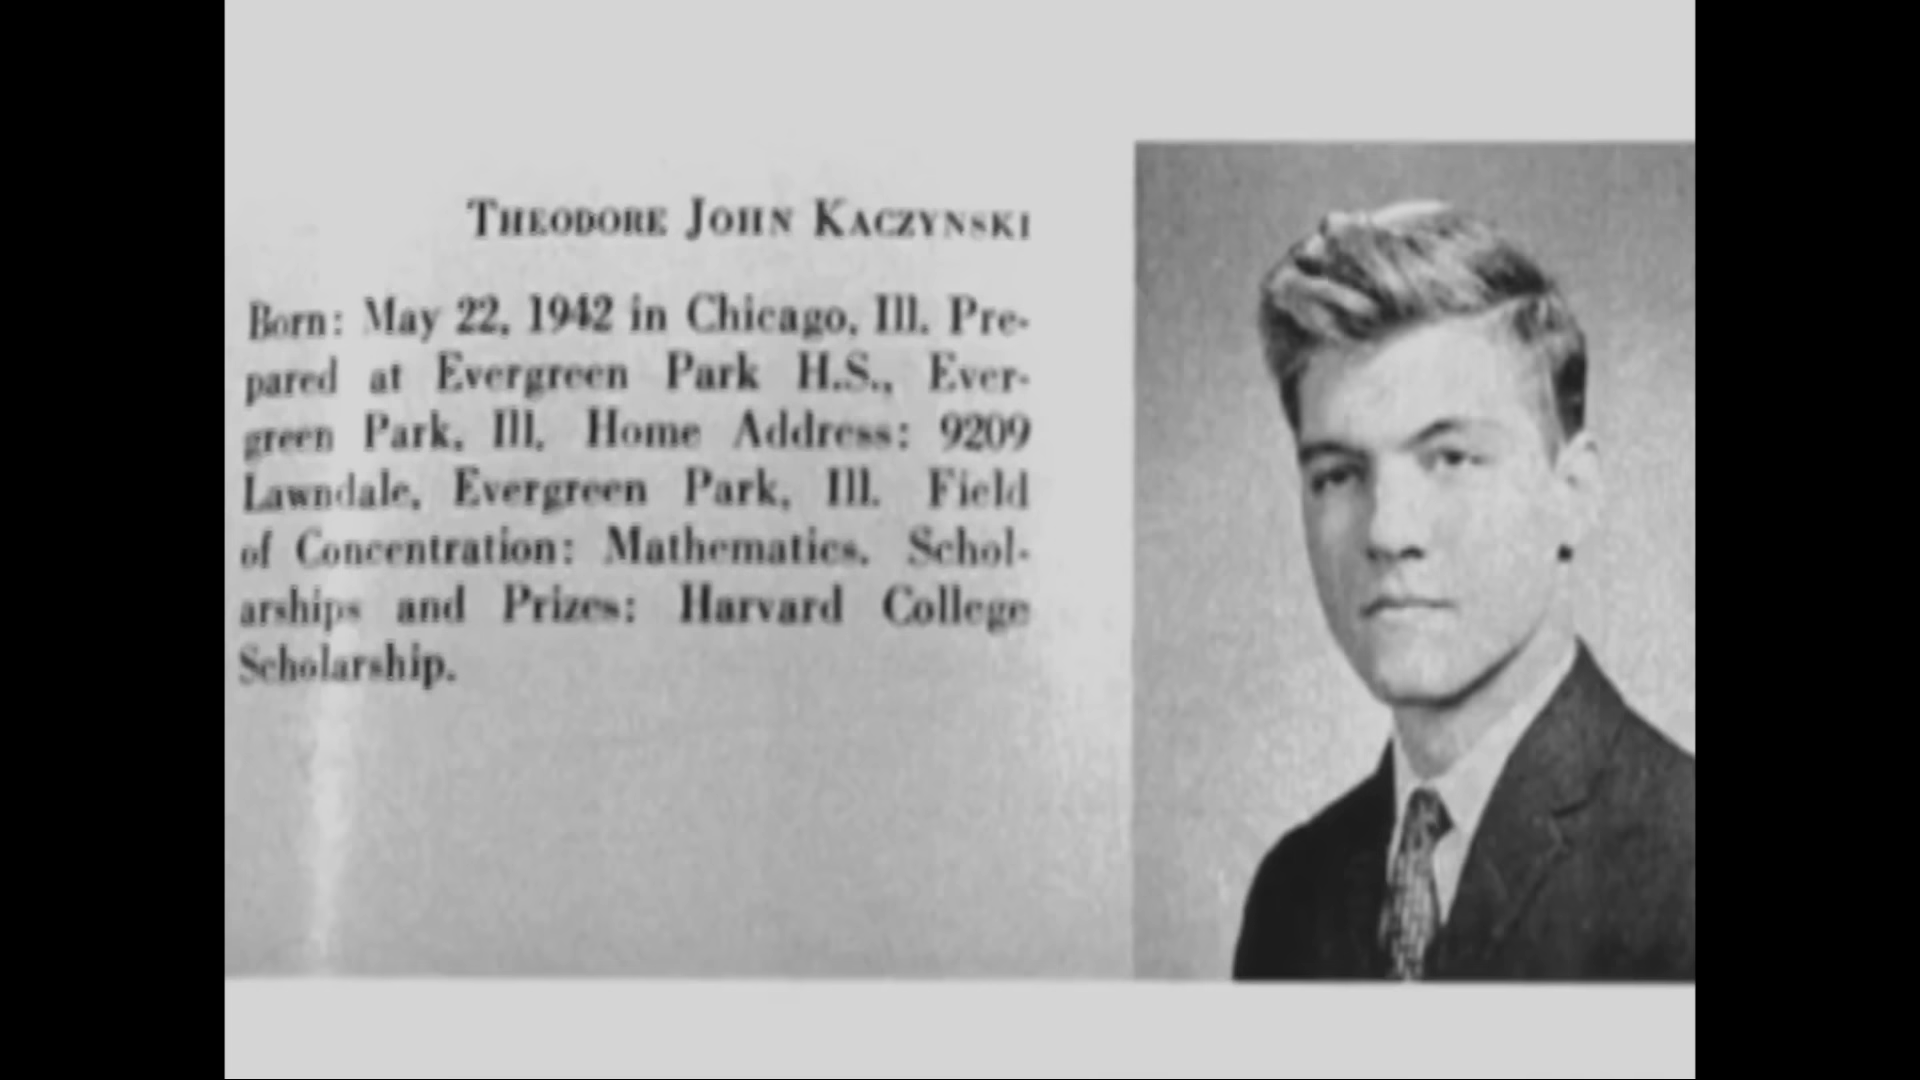 THEODORE JOHN KACZYNSKI
Born: May 22, 1942 in Chicago, Ill. Pre-
pared at Evergreen Park H.S., Ever-
green Park, Ill. Home Address: 9209
Lawndale, Evergreen Park, Ill. Field
of Concentration: Mathematics. Schol-
arships and Prizes: Harvard College
Scholarship.